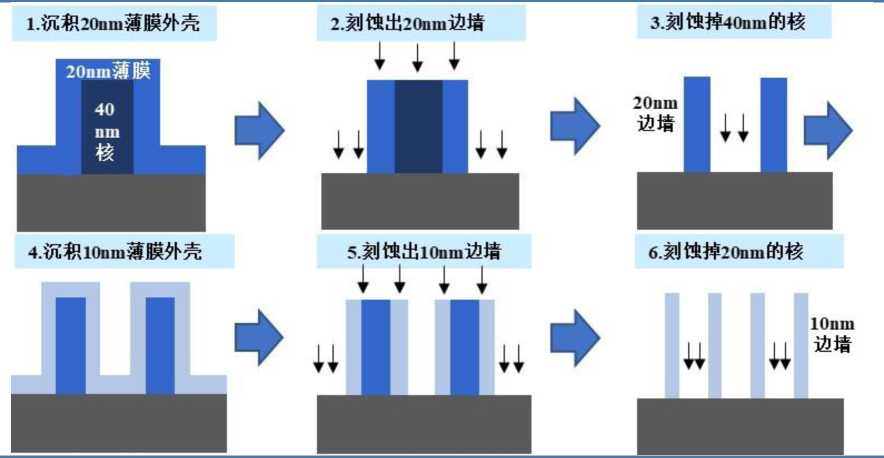 1.沉积20nm薄膜外壳
2.刻蚀出20nm边墙
3.刻蚀掉40nm的核
20nm薄膜
40
nm
核
20nm
边墙
4.沉积10nm薄膜外壳
5.刻蚀出10nm边墙
6.刻蚀掉20nm的核
10nm
边墙